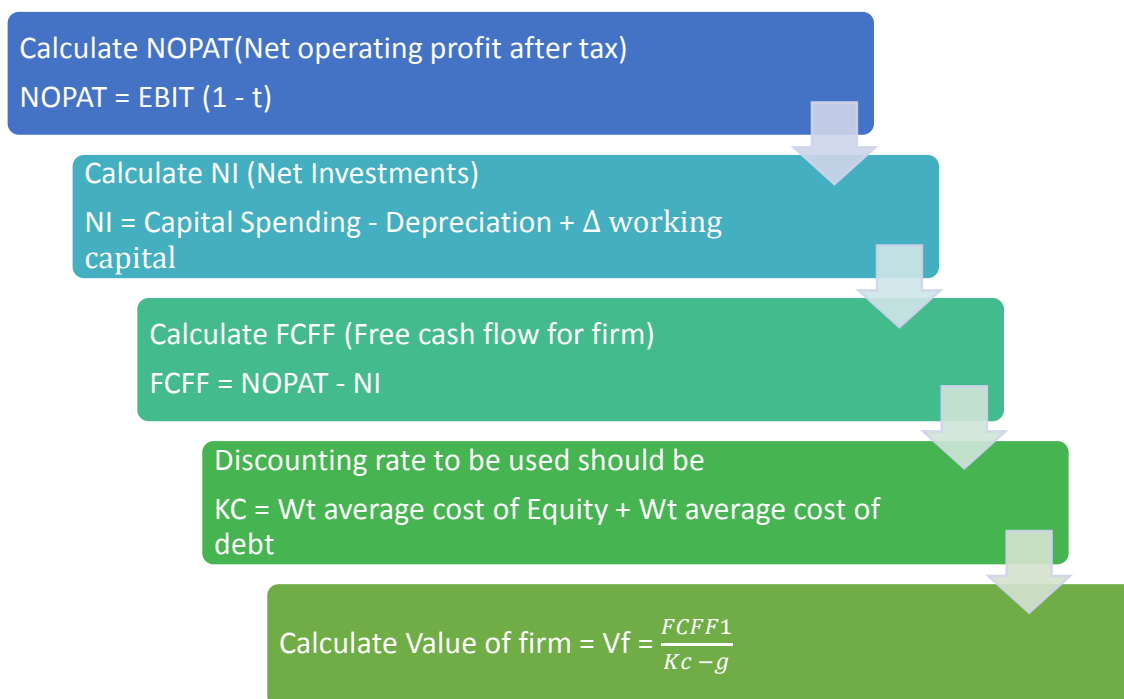 Calculate NOPAT(Net operating profit after tax)
NOPAT = EBIT (1 - t)
Calculate NI (Net Investments)
NI = Capital Spending - Depreciation + Δ working
capital
Calculate FCFF (Free cash flow for firm)
FCFF = NOPAT - NI
Discounting rate to be used should be
KC = Wt average cost of Equity + Wt average cost of
debt
Calculate Value of firm = Vf = FCFF1 / Kc − g